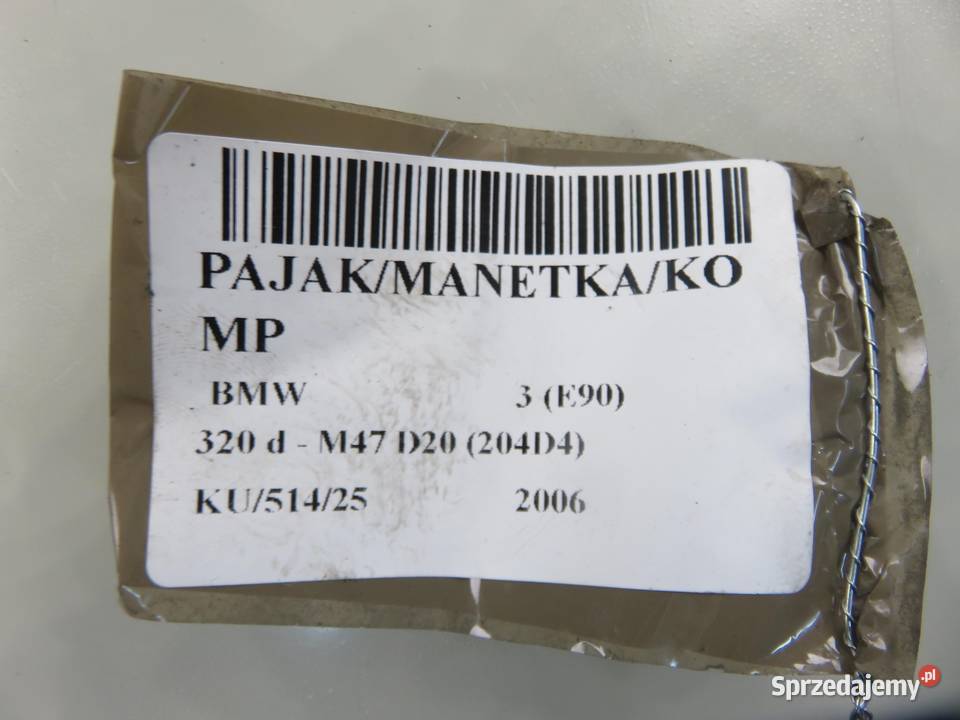 PAJAK/MANETKA/KO
MP
BMW 3 (E90)
320 d - M47 D20 (204D4)
KU/514/25 2006
Sprzedajemy.pl